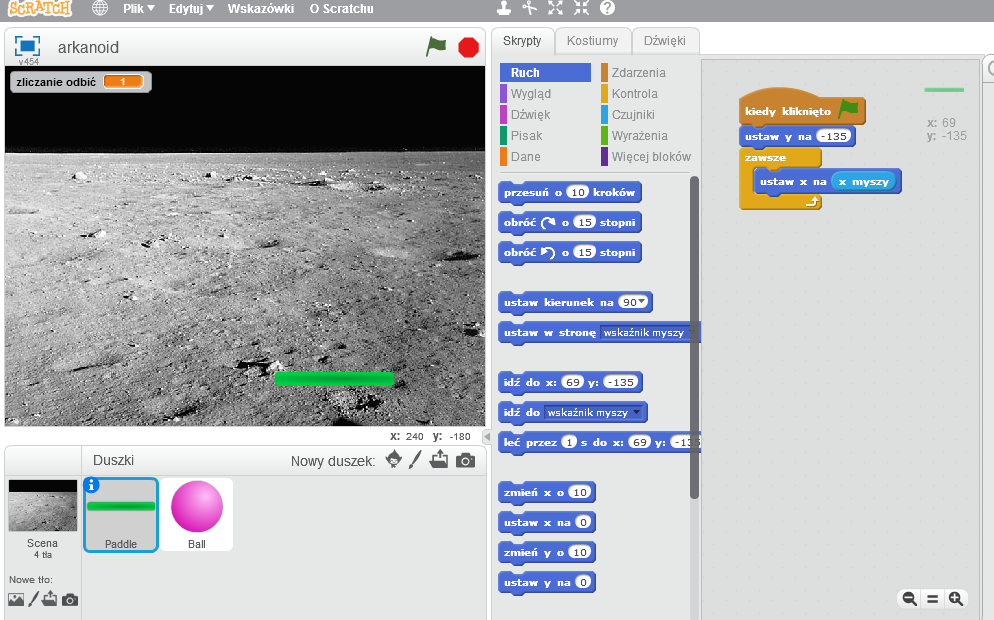 SCRATCH Plik Edytuj Wskazówki O Scratchu
v454 arkanoid
zliczanie odbić 1
x: 240 y: -180
Duszki Nowy duszek:
Scena
4 tła
Nowe tło:
Paddle
Ball
Skrypty Kostiumy Dźwięki
Ruch Zdarzenia
Wygląd Kontrola
Dźwięk Czujniki
Pisak Wyrażenia
Dane Więcej bloków
przesuń o 10 kroków
obróć o 15 stopni
obróć o 15 stopni
ustaw kierunek na 90
ustaw w stronę wskaźnik myszy
idź do x: 69 y: -135
idź do wskaźnik myszy
leć przez 1 s do x: 69 y: -135
zmień x o 10
ustaw x na 0
zmień y o 10
ustaw y na 0
kiedy kliknięto
ustaw y na -135
zawsze
ustaw x na x myszy
x: 69
y: -135